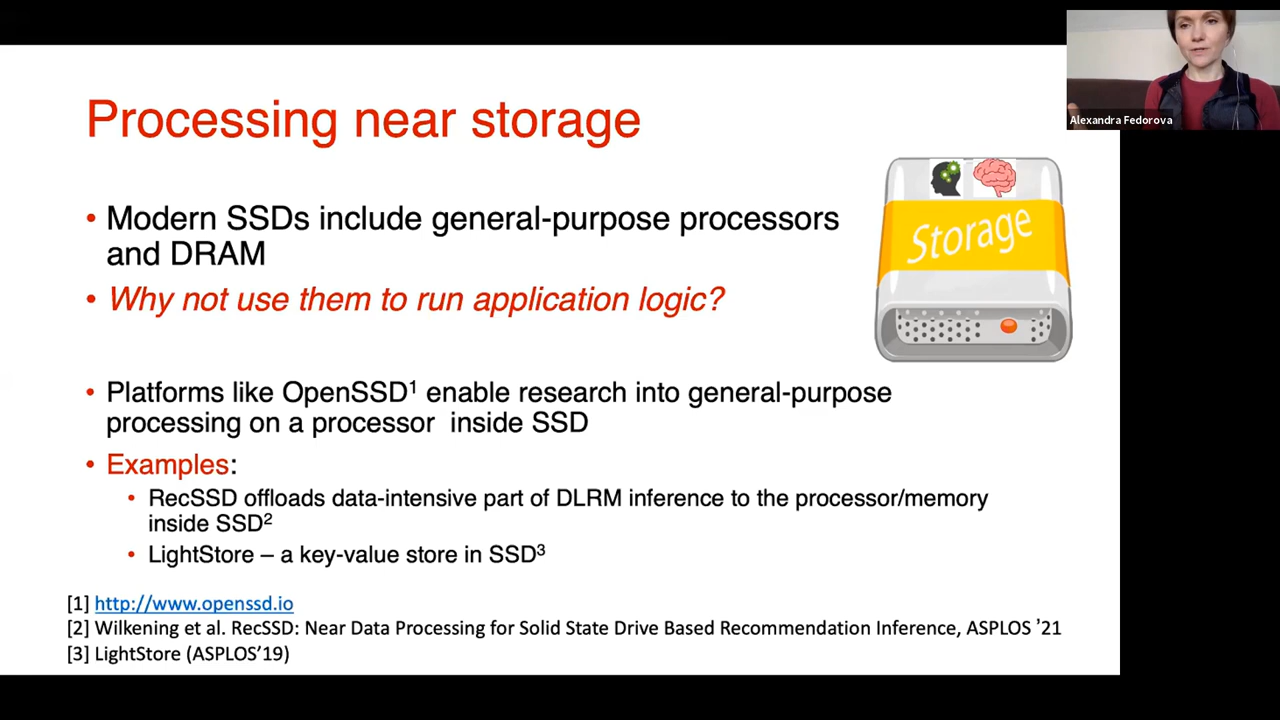 Processing near storage
Alexandra Fedorova
Storage
• Modern SSDs include general-purpose processors
and DRAM
• Why not use them to run application logic?
• Platforms like OpenSSD¹ enable research into general-purpose
processing on a processor inside SSD
• Examples:
• RecSSD offloads data-intensive part of DLRM inference to the processor/memory
inside SSD²
• LightStore – a key-value store in SSD³
[1] http://www.openssd.io
[2] Wilkening et al. RecSSD: Near Data Processing for Solid State Drive Based Recommendation Inference, ASPLOS ’21
[3] LightStore (ASPLOS’19)